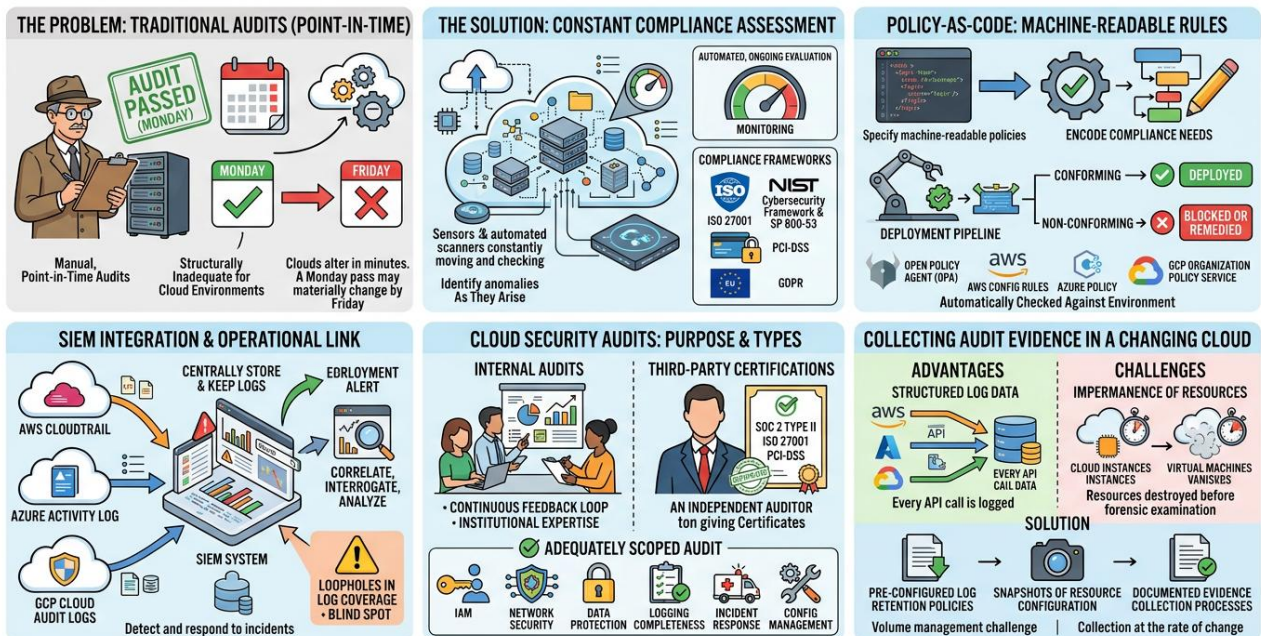 THE PROBLEM: TRADITIONAL AUDITS (POINT-IN-TIME)
AUDIT
PASSED
(MONDAY)
MONDAY
FRIDAY
Manual,
Point-in-Time Audits
Structurally
Inadequate for
Cloud Environments
Clouds alter in minutes.
A Monday pass may
materially change by
Friday
THE SOLUTION: CONSTANT COMPLIANCE ASSESSMENT
Sensors & automated
scanners constantly
moving and checking
Identify anomalies
As They Arise
AUTOMATED, ONGOING EVALUATION
MONITORING
COMPLIANCE FRAMEWORKS
ISO
ISO 27001
NIST
Cybersecurity
Framework &
SP 800-53
PCI-DSS
EU
GDPR
POLICY-AS-CODE: MACHINE-READABLE RULES
Specify machine-readable policies
ENCODE COMPLIANCE NEEDS
DEPLOYMENT PIPELINE
CONFORMING
DEPLOYED
NON-CONFORMING
BLOCKED OR
REMEDIED
OPEN POLICY
AGENT (OPA)
aws
AWS CONFIG RULES
AZURE POLICY
GCP ORGANIZATION
POLICY SERVICE
Automatically Checked Against Environment
SIEM INTEGRATION & OPERATIONAL LINK
AWS CLOUDTRAIL
AZURE ACTIVITY LOG
GCP CLOUD
AUDIT LOGS
CENTRALLY STORE
& KEEP LOGS
SIEM SYSTEM
EDRLOYMENT
ALERT
CORRELATE,
INTERROGATE,
ANALYZE
LOOPHOLES IN
LOG COVERAGE
• BLIND SPOT
Detect and respond to incidents
CLOUD SECURITY AUDITS: PURPOSE & TYPES
INTERNAL AUDITS
• CONTINUOUS FEEDBACK LOOP
• INSTITUTIONAL EXPERTISE
THIRD-PARTY CERTIFICATIONS
SOC 2 TYPE II
ISO 27001
PCI-DSS
AN INDEPENDENT AUDITOR
ton giving Certificates
ADEQUATELY SCOPED AUDIT
IAM
NETWORK
SECURITY
DATA
PROTECTION
LOGGING
COMPLETENESS
INCIDENT
RESPONSE
CONFIG
MANAGEMENT
COLLECTING AUDIT EVIDENCE IN A CHANGING CLOUD
ADVANTAGES
STRUCTURED LOG DATA
aws
API
EVERY API
CAIL DATA
Every API call is logged
CHALLENGES
IMPERMANENCE OF RESOURCES
CLOUD INSTANCES
INSTANCES
VIRTUAL MACHINES
VANISKES
Resources destroyed before
forensic examination
SOLUTION
PRE-CONFIGURED LOG
RETENTION POLICIES
SNAPSHOTS OF RESOURCE
CONFIGURATION
DOCUMENTED EVIDENCE
COLLECTION PROCESSES
Volume management challenge
Collection at the rate of change